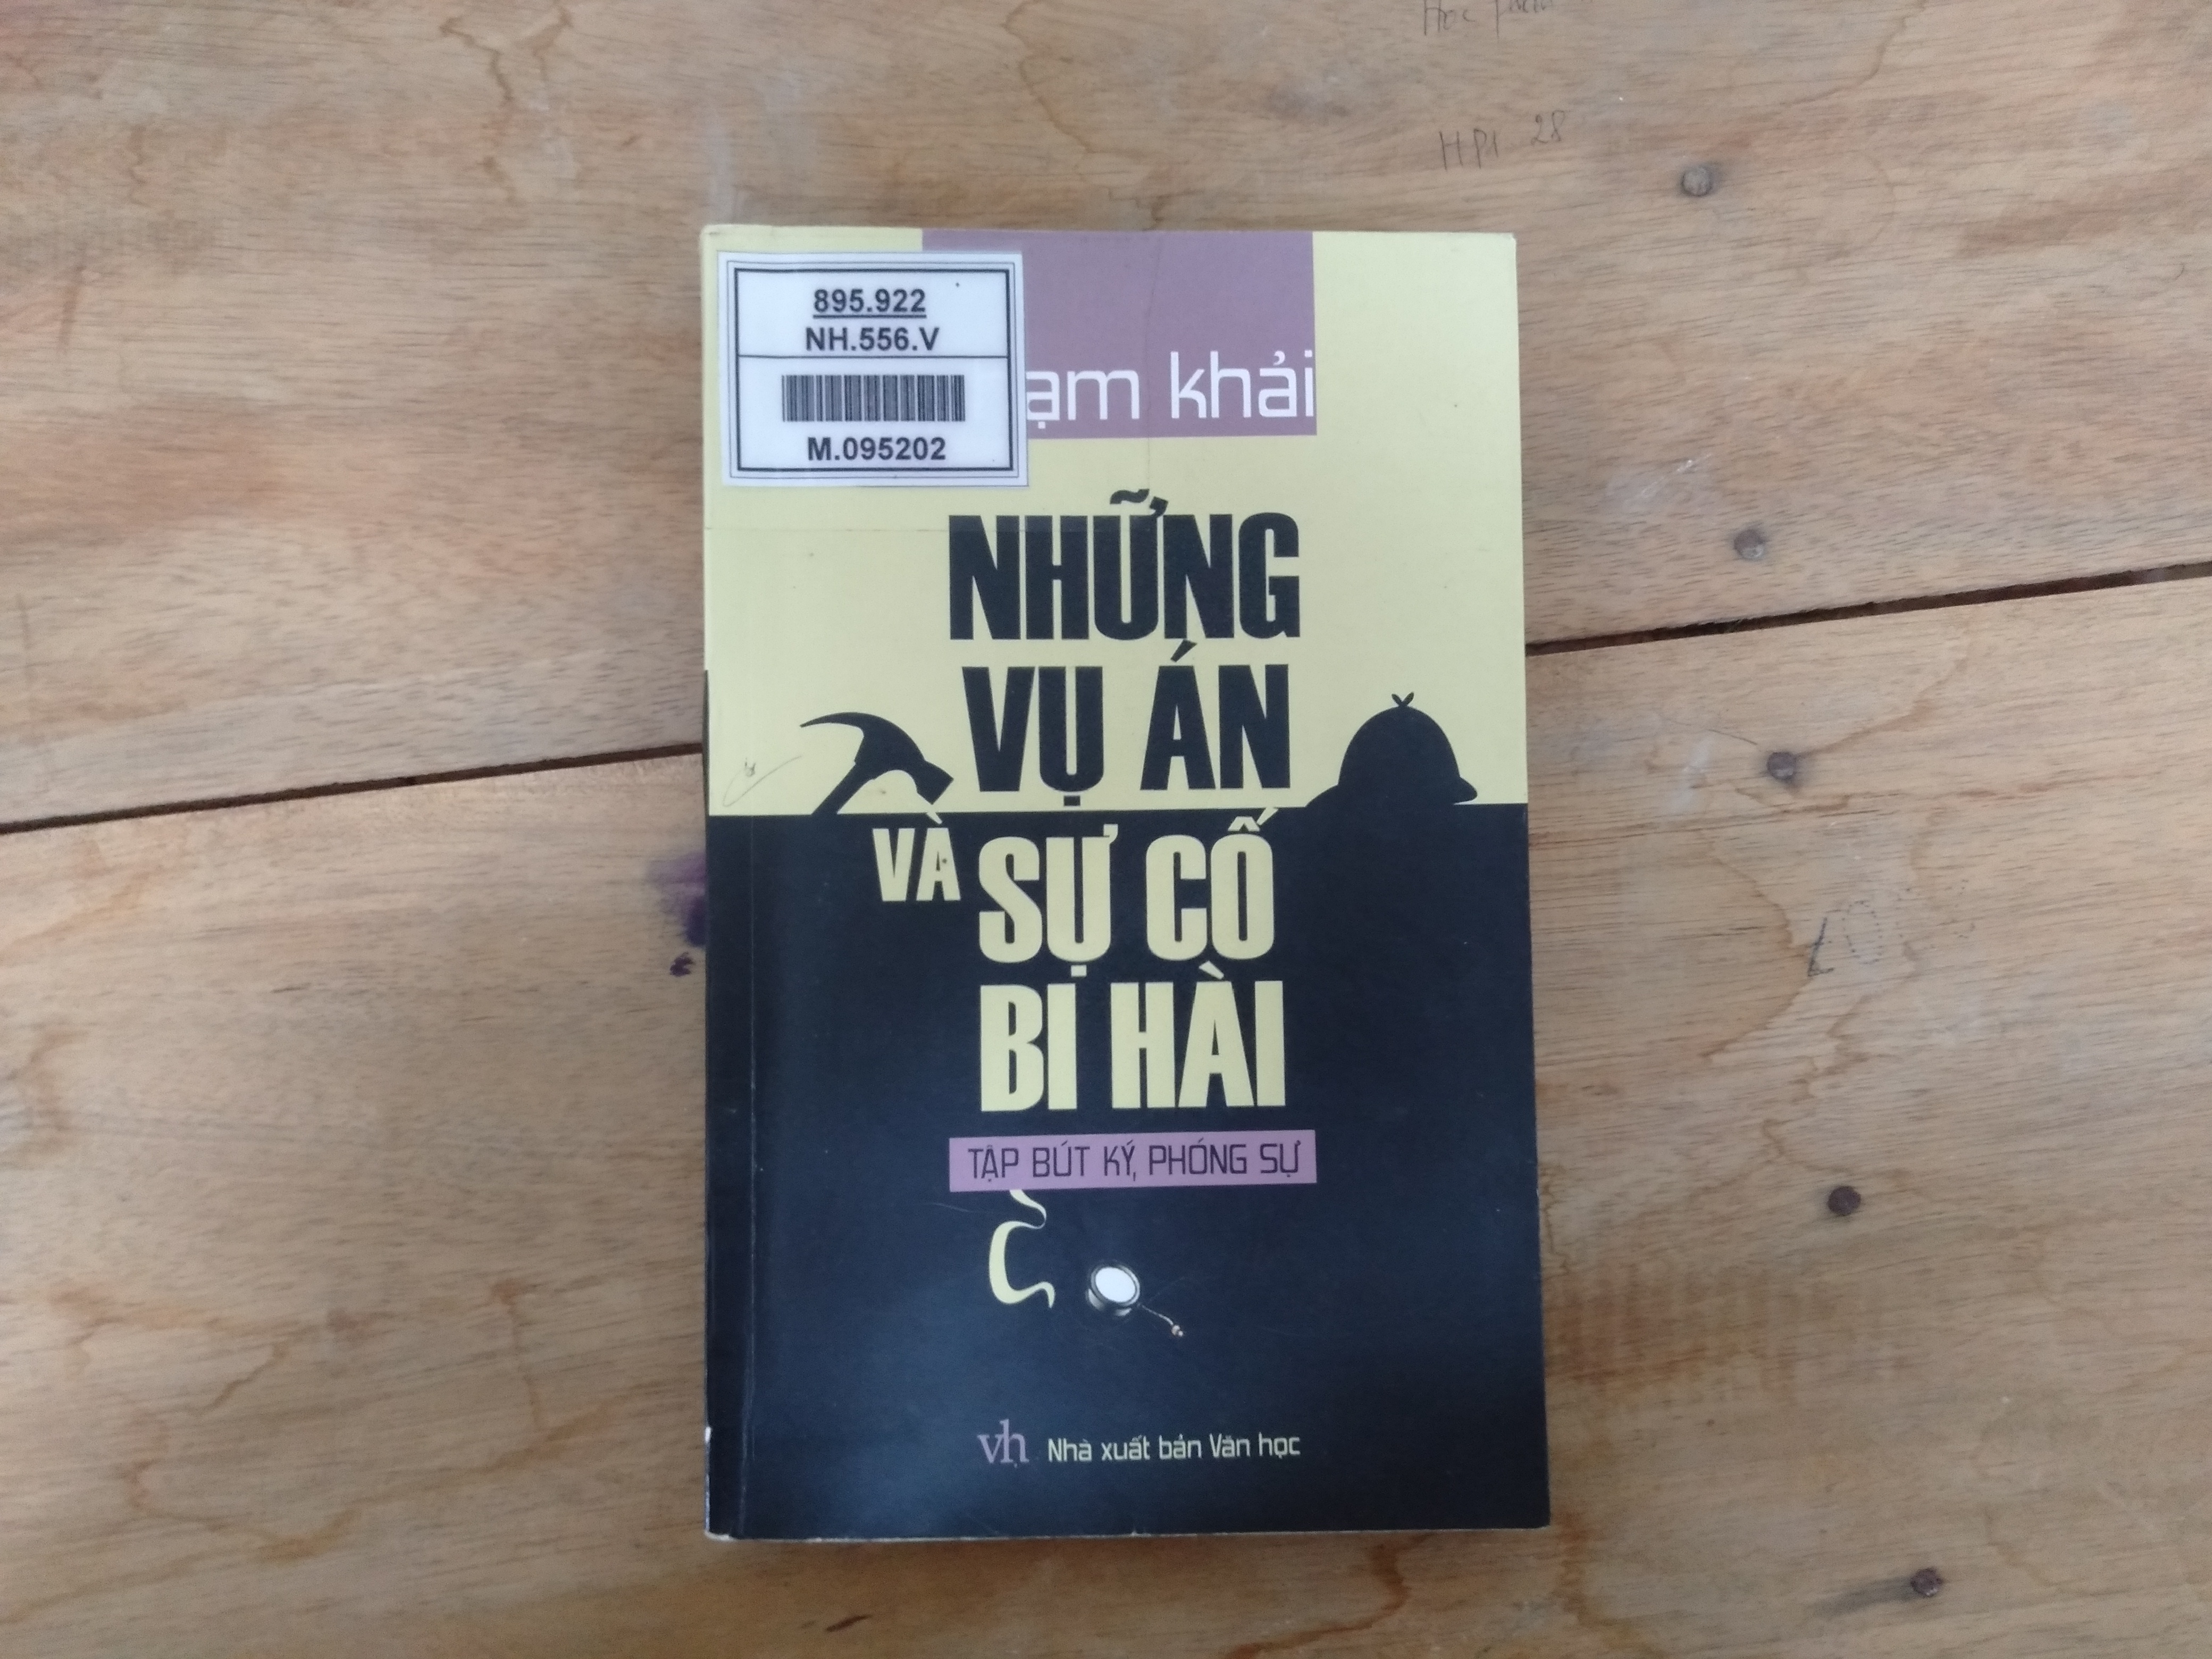 HP1 28
895.922
NH.556.V
M.095202
ạm khải
NHỮNG
VỤ ÁN
VÀ SỰ CỐ
BI HÀI
TẬP BÚT KÝ, PHÓNG SỰ
vh Nhà xuất bản Văn học